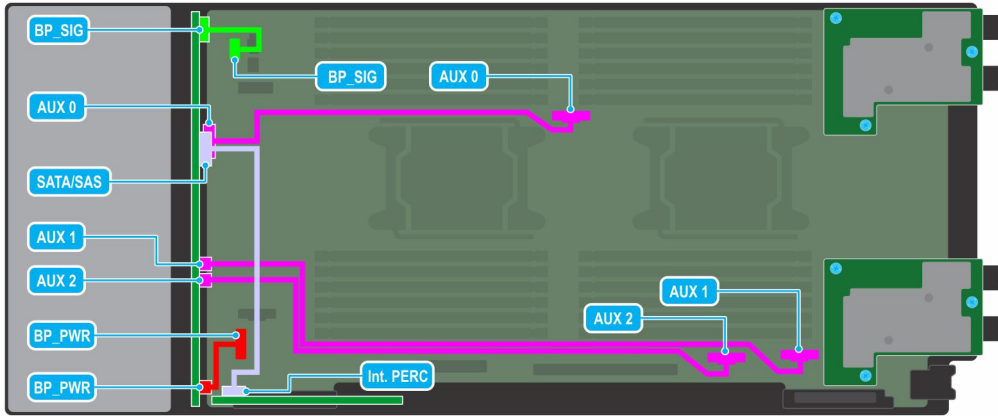 BP_SIG
BP_SIG
AUX 0
AUX 0
SATA/SAS
AUX 1
AUX 2
AUX 1
AUX 2
BP_PWR
BP_PWR
Int. PERC